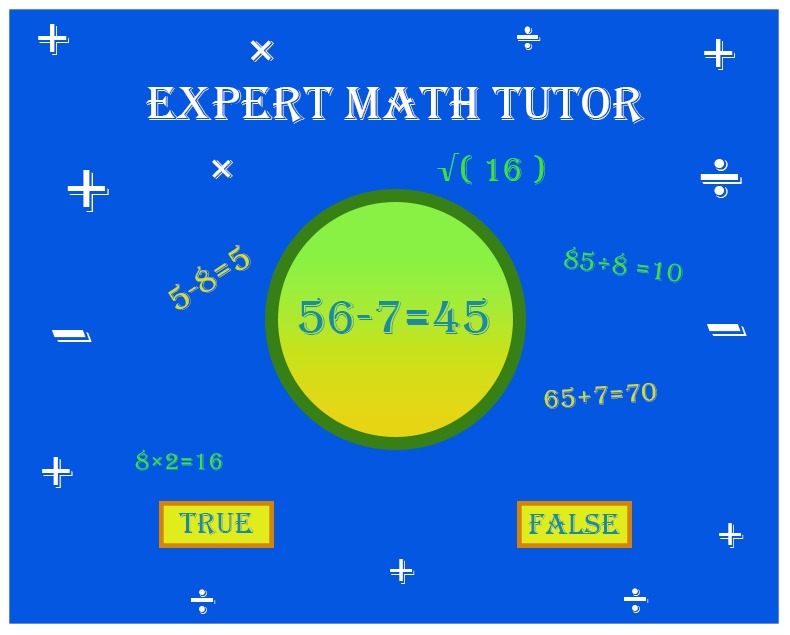 EXPERT MATH TUTOR
√( 16 )
5-8=5
85÷8 =10
56-7=45
65+7=70
8×2=16
TRUE
FALSE